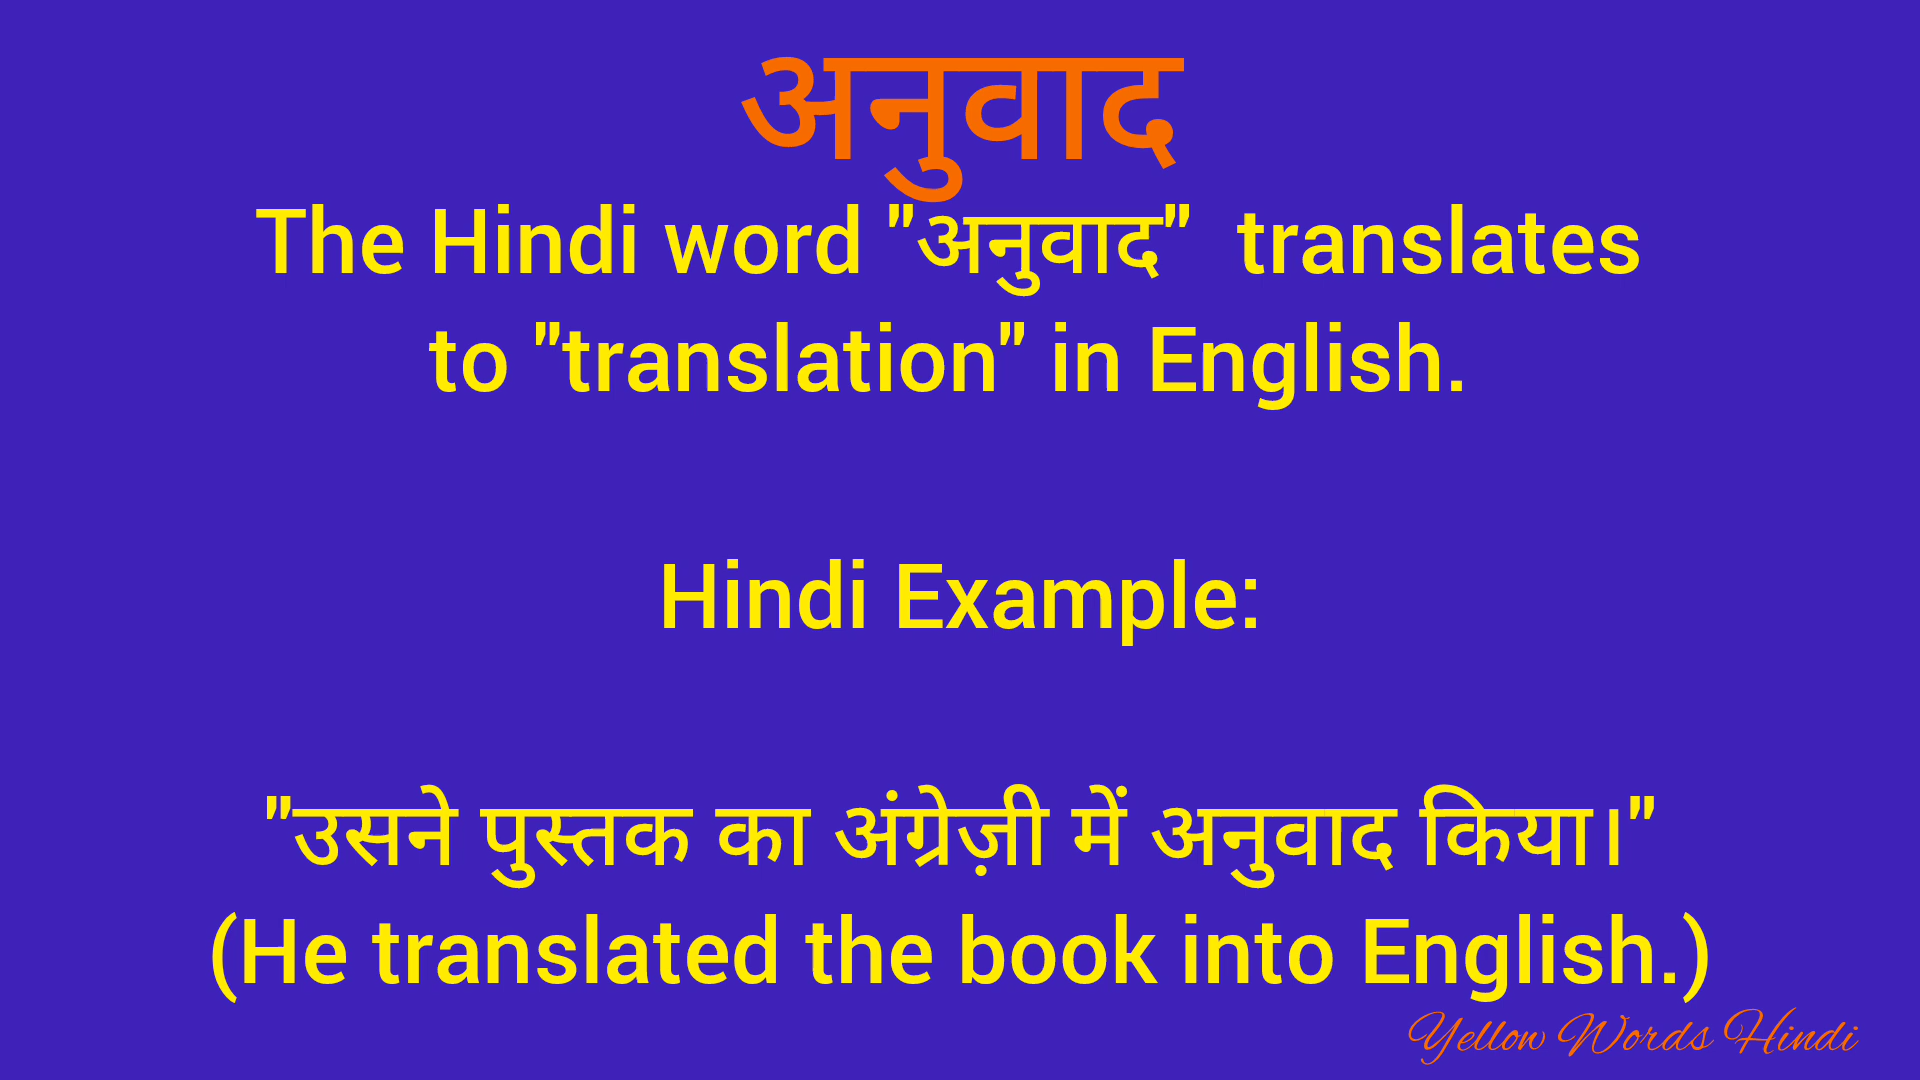 अनुवाद
The Hindi word "अनुवाद" translates
to "translation" in English.
Hindi Example:
"उसने पुस्तक का अंग्रेज़ी में अनुवाद किया।"
(He translated the book into English.)
Yellow Words Hindi